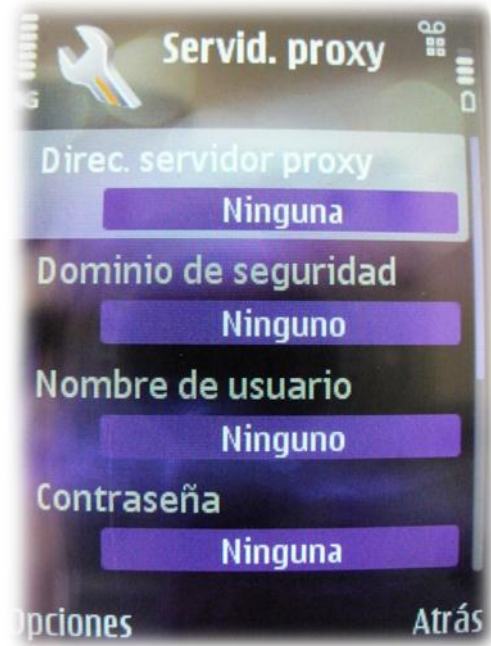 Servid. proxy
G
Direc. servidor proxy
Ninguna
Dominio de seguridad
Ninguno
Nombre de usuario
Ninguno
Contraseña
Ninguna
Opciones
Atrás